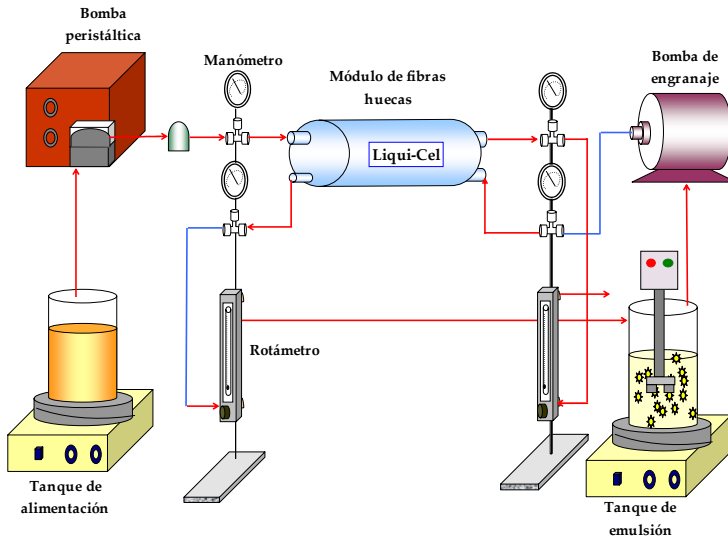 Bomba
peristáltica
Manómetro
Módulo de fibras
huecas
Bomba de
engranaje
Liqui-Cel
Rotámetro
Tanque de
alimentación
Tanque de
emulsión